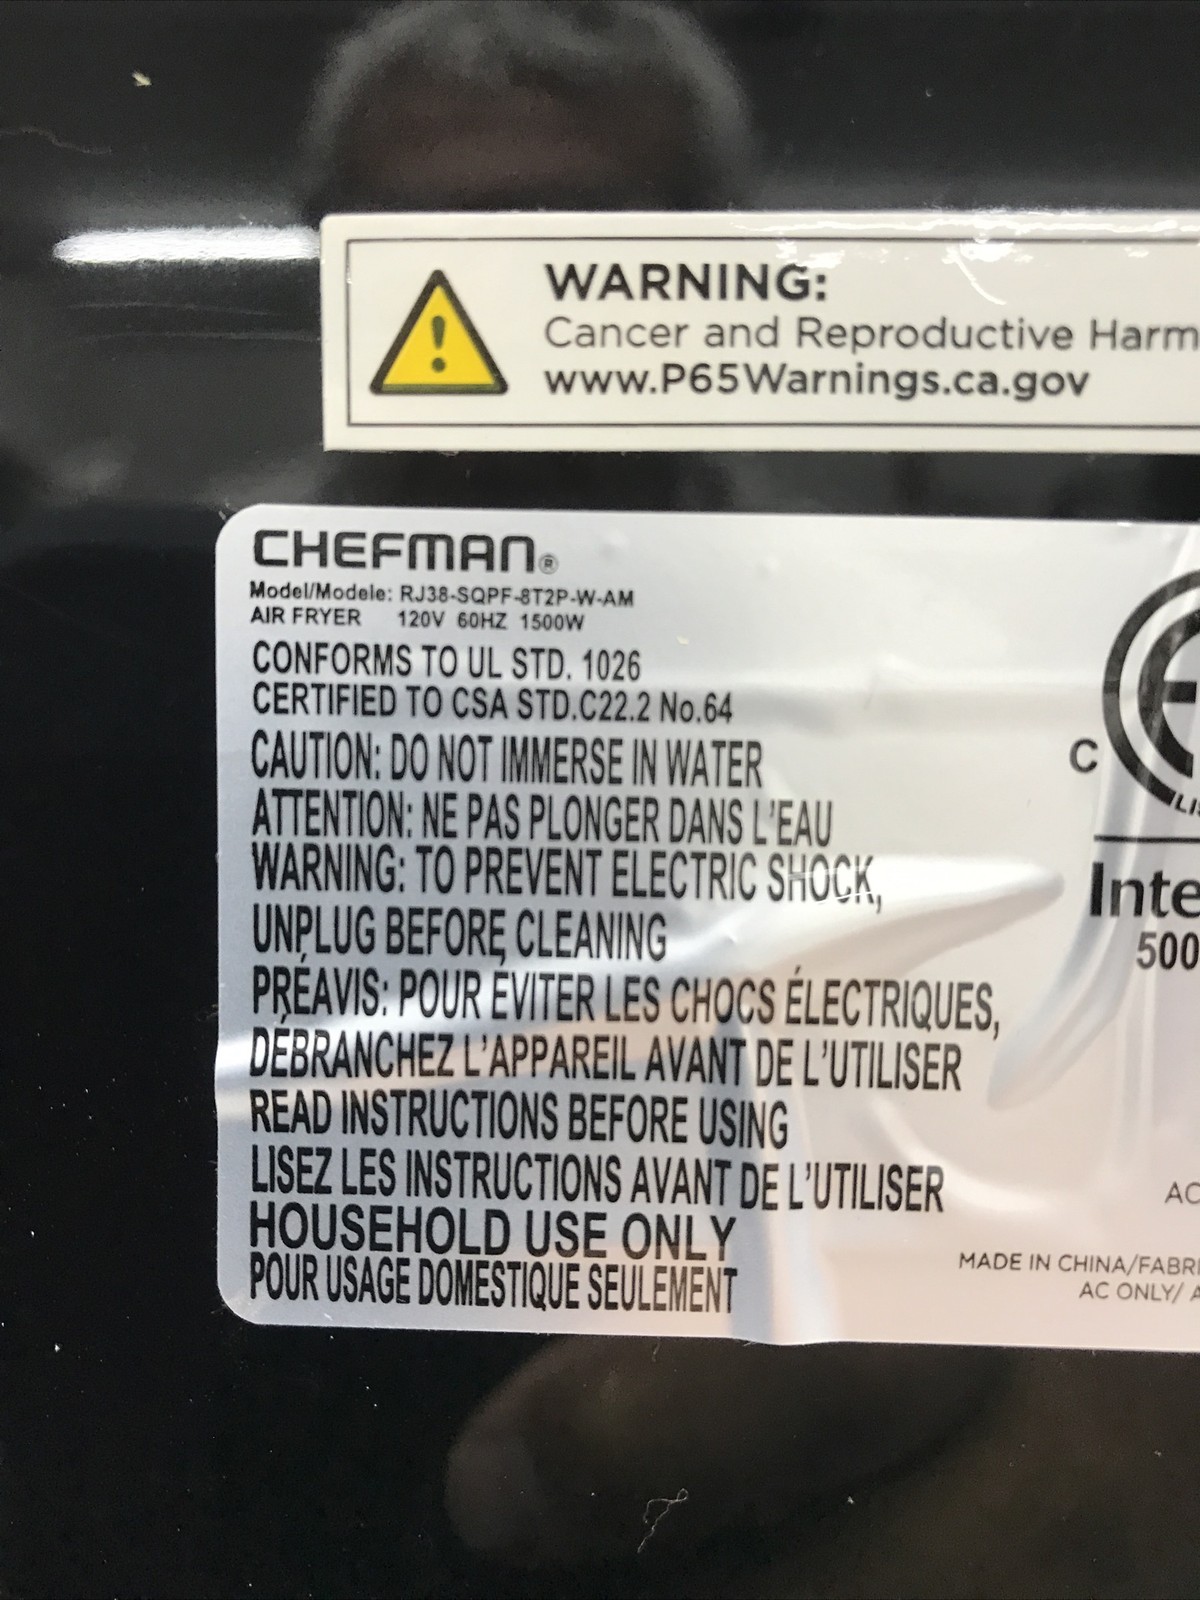 WARNING:
Cancer and Reproductive Harm
www.P65Warnings.ca.gov
CHEFMAN®
Model/Modele: RJ38-SQPF-8T2P-W-AM
AIR FRYER 120V 60HZ 1500W
CONFORMS TO UL STD. 1026
CERTIFIED TO CSA STD.C22.2 No.64
CAUTION: DO NOT IMMERSE IN WATER
ATTENTION: NE PAS PLONGER DANS L'EAU
WARNING: TO PREVENT ELECTRIC SHOCK,
UNPLUG BEFORE CLEANING
PRÉAVIS: POUR ÉVITER LES CHOCS ÉLECTRIQUES,
DÉBRANCHEZ L'APPAREIL AVANT DE L'UTILISER
READ INSTRUCTIONS BEFORE USING
LISEZ LES INSTRUCTIONS AVANT DE L'UTILISER
HOUSEHOLD USE ONLY
POUR USAGE DOMESTIQUE SEULEMENT
C
Inte
500
AC
MADE IN CHINA/FABRI
AC ONLY/ A